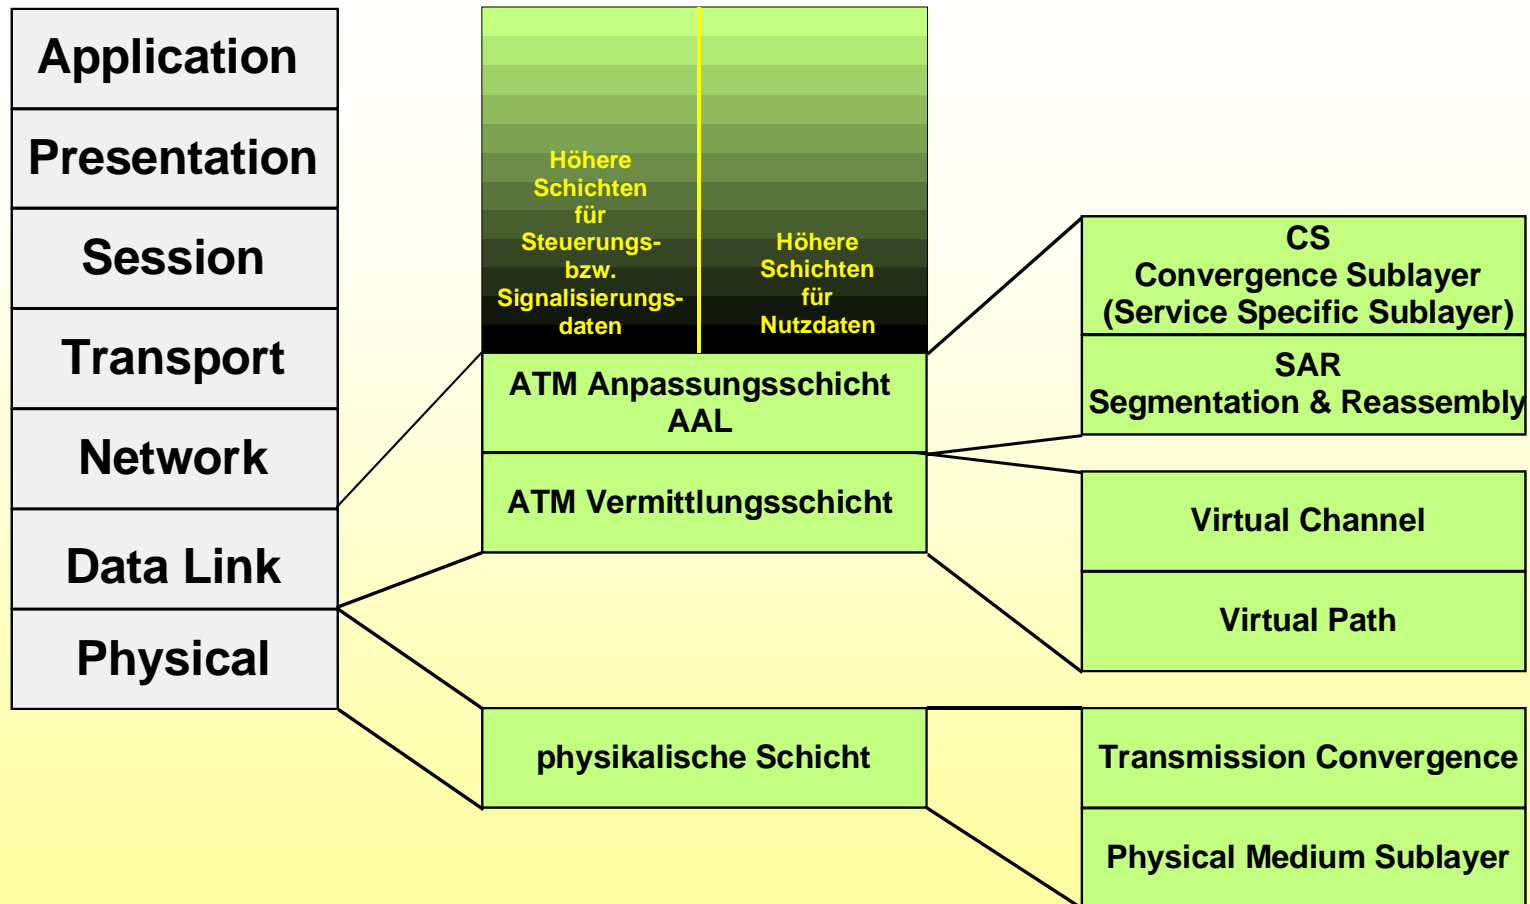 Application
Presentation
Session
Transport
Network
Data Link
Physical
Höhere
Schichten
für
Steuerungs-
bzw.
Signalisierungs-
daten
Höhere
Schichten
für
Nutzdaten
ATM Anpassungsschicht
AAL
ATM Vermittlungsschicht
physikalische Schicht
CS
Convergence Sublayer
(Service Specific Sublayer)
SAR
Segmentation & Reassembly
Virtual Channel
Virtual Path
Transmission Convergence
Physical Medium Sublayer